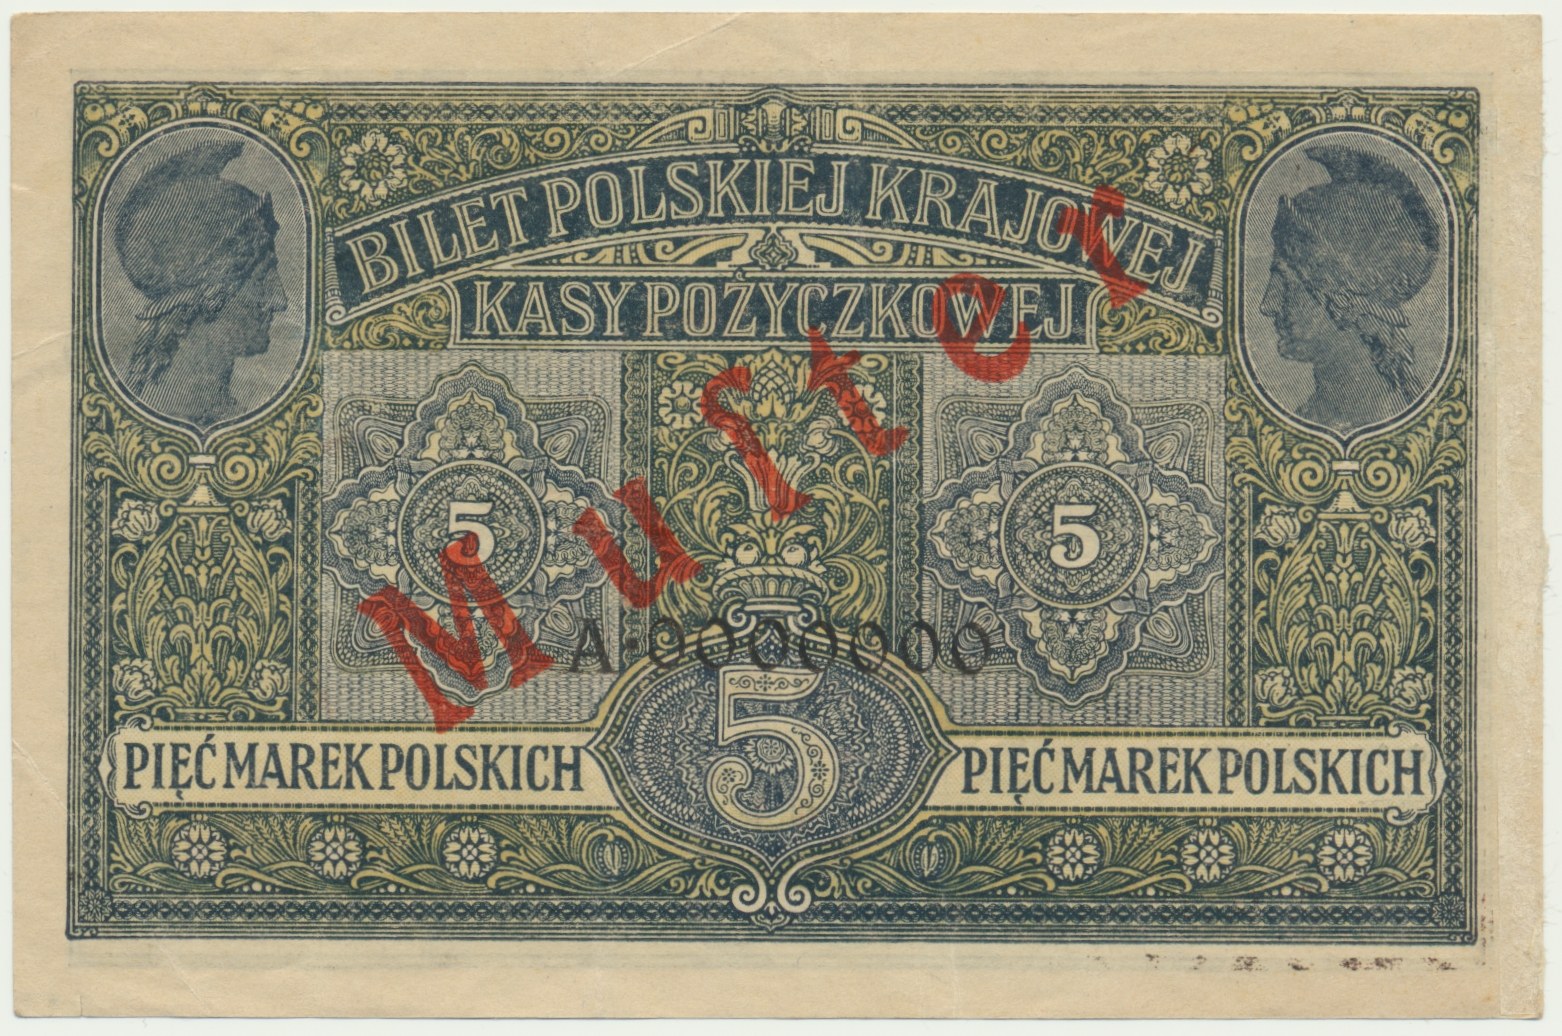 BILET POLSKIEJ KRAJOWEJ
KASY POŻYCZKOWEJ
5
5
Muſter
A·0000000
5
PIĘĆ MAREK POLSKICH
PIĘĆ MAREK POLSKICH